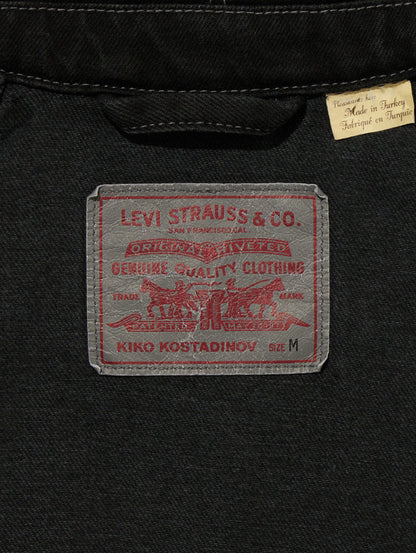 Made in Turkey
Fabriqué en Turquie
LEVI STRAUSS & CO.
SAN FRANCISCO, CAL.
ORIGINAL RIVETED
GENUINE QUALITY CLOTHING
TRADE MARK
PATENTED
KIKO KOSTADINOV SIZE M